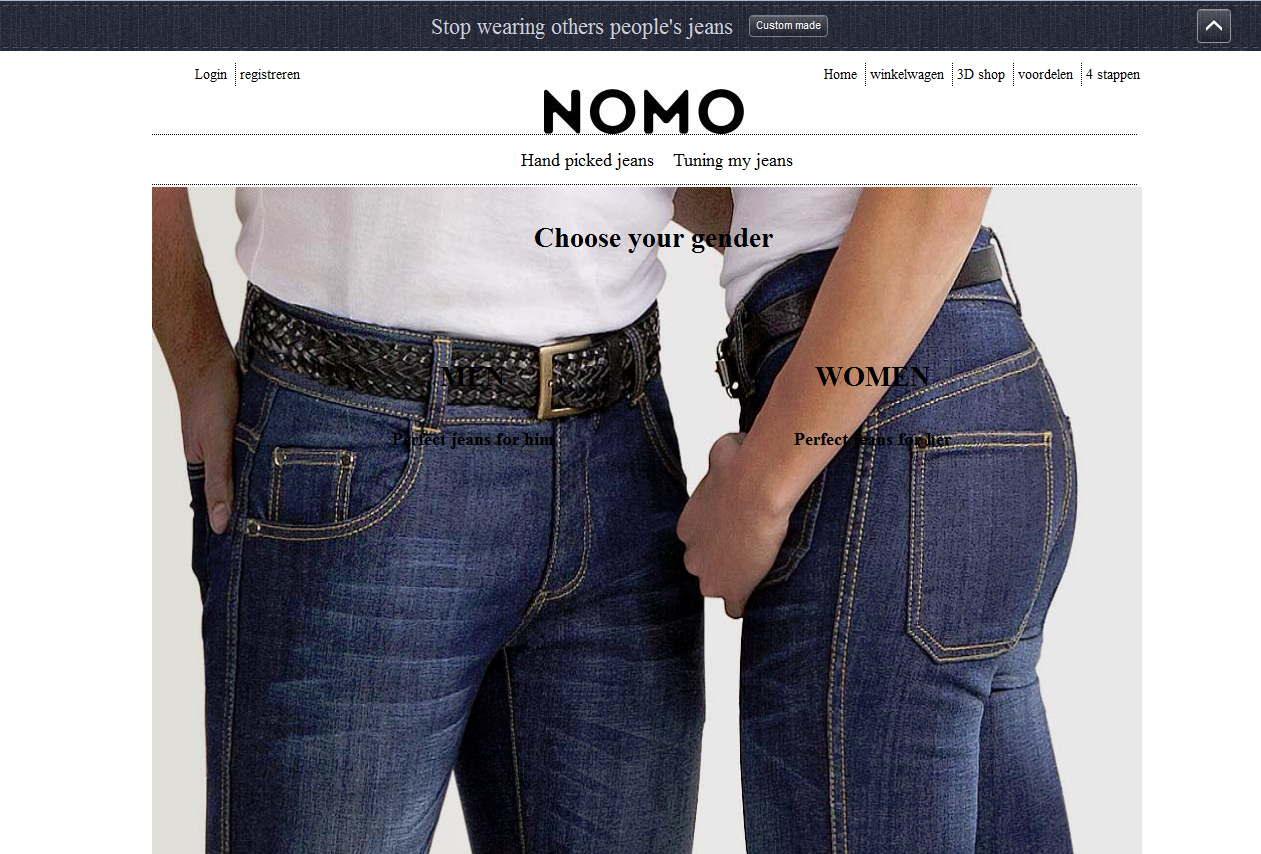 Stop wearing others people's jeans Custom made
Login registreren Home winkelwagen 3D shop voordelen 4 stappen
NOMO
Hand picked jeans Tuning my jeans
Choose your gender
MEN WOMEN
Perfect jeans for him Perfect jeans for her